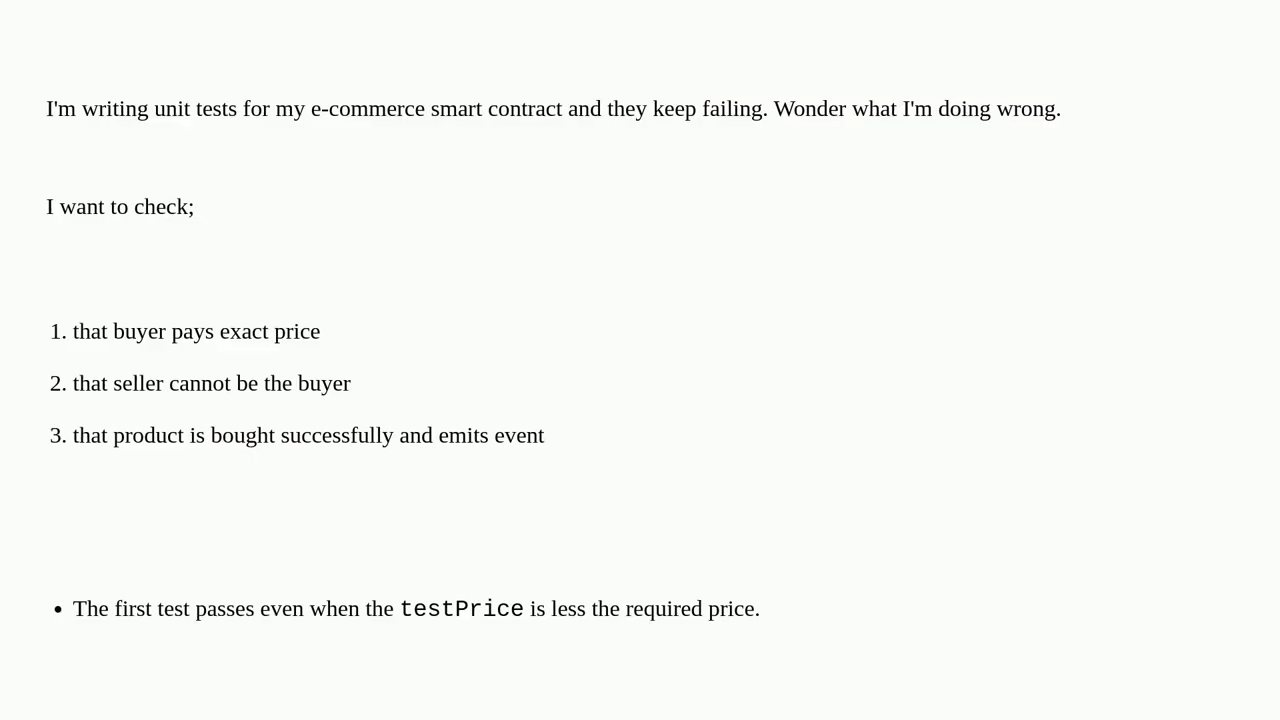 I'm writing unit tests for my e-commerce smart contract and they keep failing. Wonder what I'm doing wrong.
I want to check;
1. that buyer pays exact price
2. that seller cannot be the buyer
3. that product is bought successfully and emits event
• The first test passes even when the testPrice is less the required price.